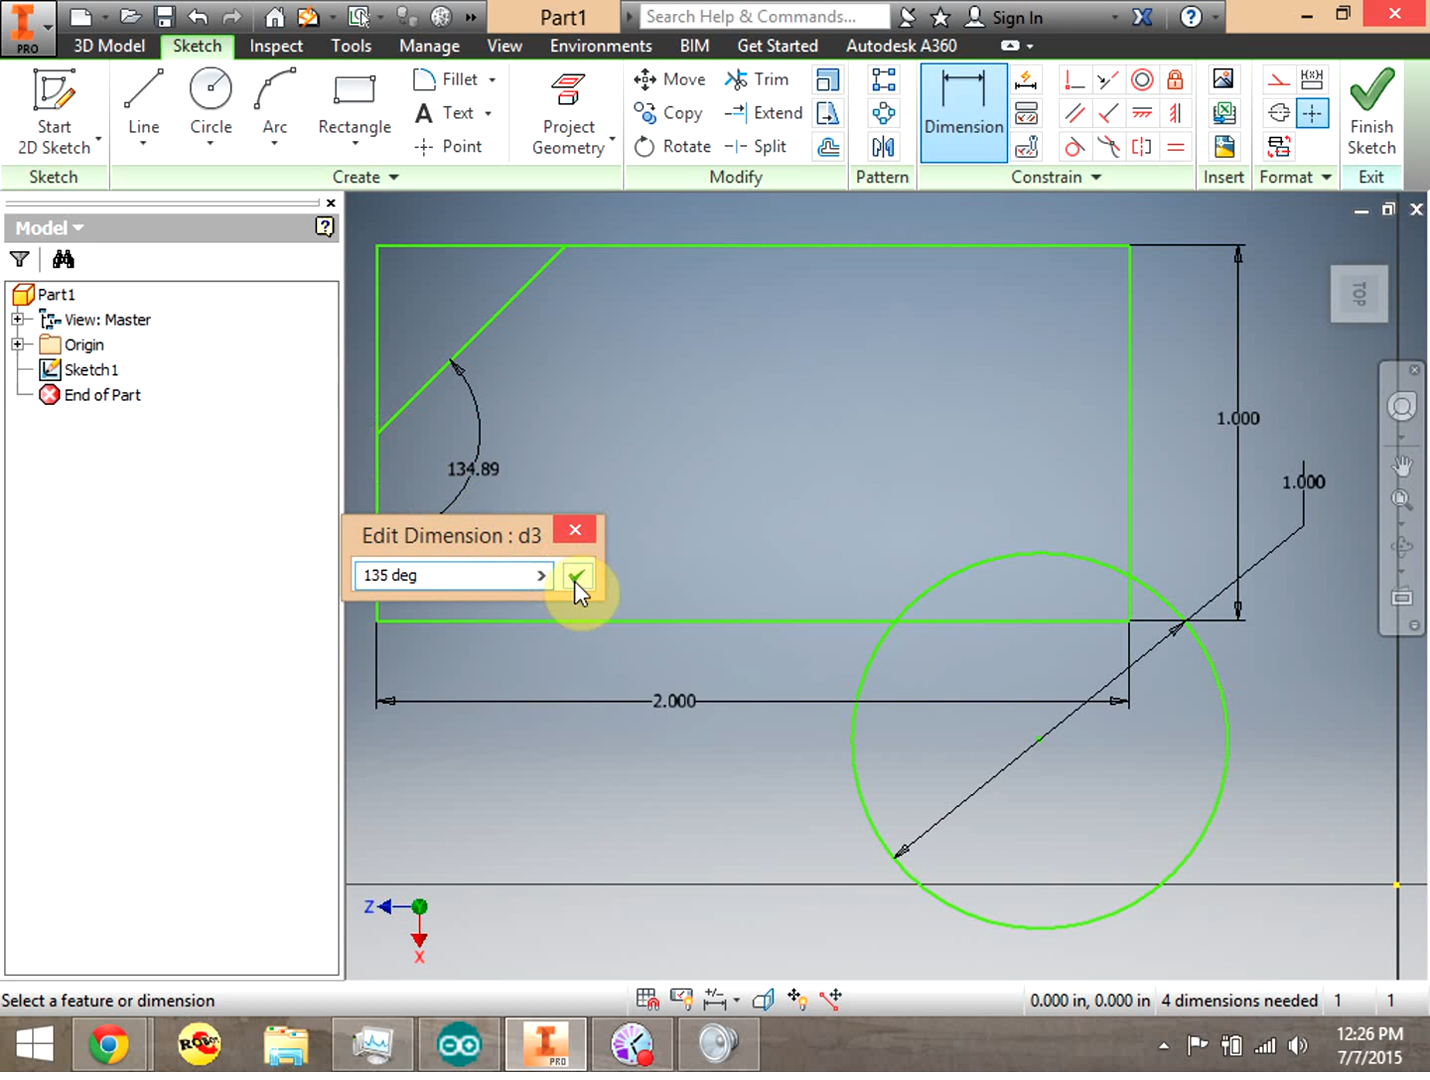 PRO
Part1
Search Help & Commands...
Sign In
3D Model
Sketch
Inspect
Tools
Manage
View
Environments
BIM
Get Started
Autodesk A360
Start
2D Sketch
Line
Circle
Arc
Rectangle
Fillet
Text
Point
Project
Geometry
Move
Copy
Rotate
Trim
Extend
Split
Dimension
Finish
Sketch
Sketch
Create
Modify
Pattern
Constrain
Insert
Format
Exit
Model
Part1
View: Master
Origin
Sketch1
End of Part
TOP
1.000
1.000
134.89
Edit Dimension : d3
135 deg
2.000
Z
X
Select a feature or dimension
0.000 in, 0.000 in
4 dimensions needed
1
1
ROBOT
PRO
12:26 PM
7/7/2015